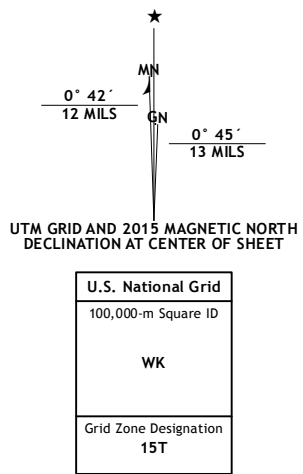 MN
0° 42´
12 MILS
GN
0° 45´
13 MILS
UTM GRID AND 2015 MAGNETIC NORTH
DECLINATION AT CENTER OF SHEET
U.S. National Grid
100,000-m Square ID
WK
Grid Zone Designation
15T